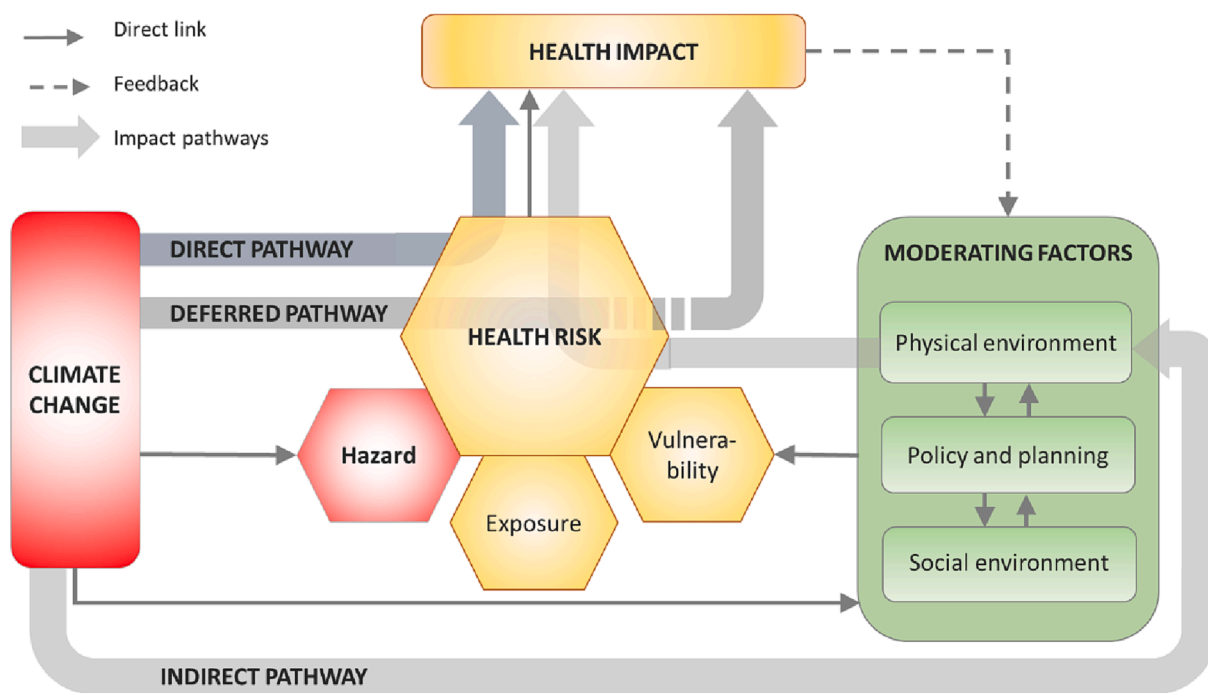 Direct link
Feedback
Impact pathways
HEALTH IMPACT
DIRECT PATHWAY
DEFERRED PATHWAY
HEALTH RISK
CLIMATE
CHANGE
Hazard
Exposure
Vulnera-
bility
MODERATING FACTORS
Physical environment
Policy and planning
Social environment
INDIRECT PATHWAY